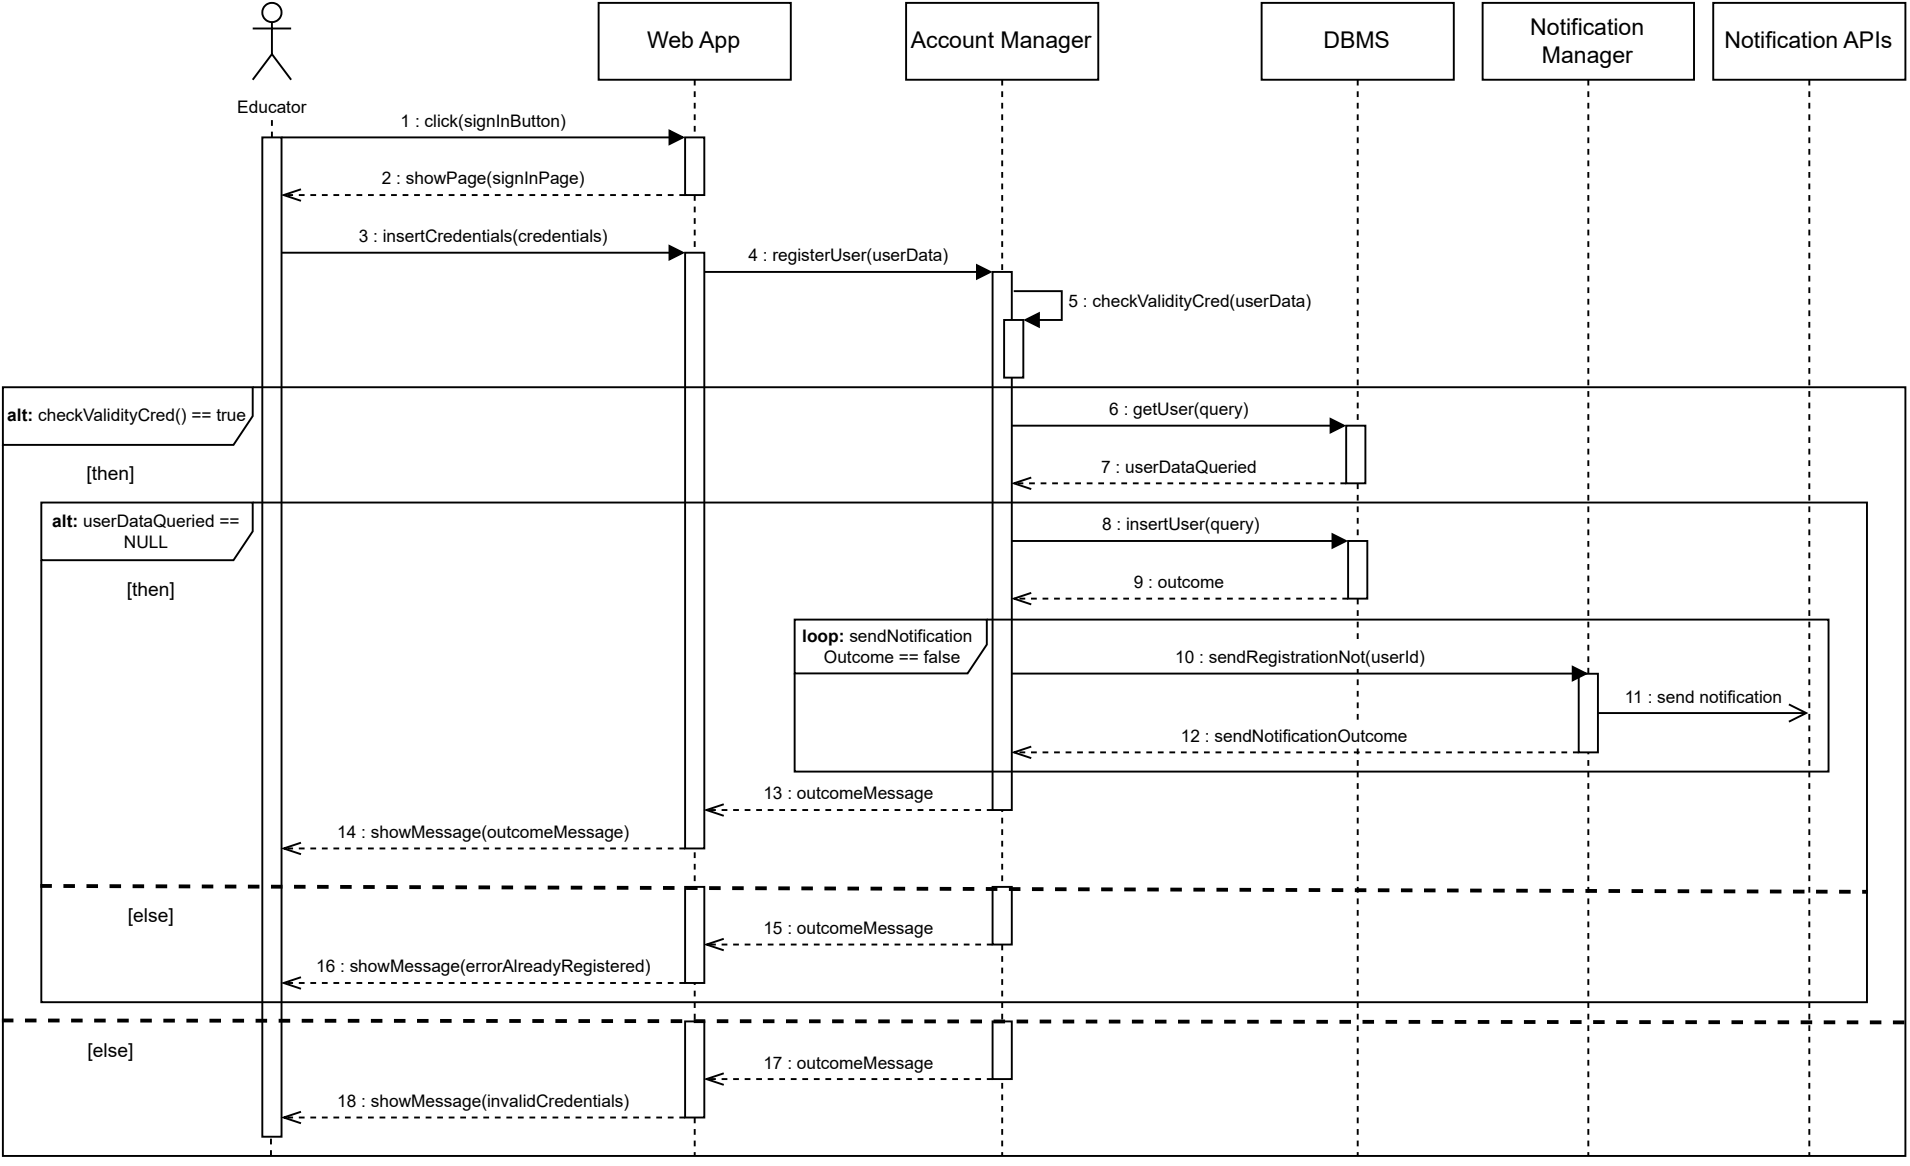 Web App
Account Manager
DBMS
Notification
Manager
Notification APIs
Educator
1 : click(signInButton)
2 : showPage(signInPage)
3 : insertCredentials(credentials)
4 : registerUser(userData)
5 : checkValidityCred(userData)
alt: checkValidityCred() == true
6 : getUser(query)
[then]
7 : userDataQueried
alt: userDataQueried ==
NULL
8 : insertUser(query)
[then]
9 : outcome
loop: sendNotification
Outcome == false
10 : sendRegistrationNot(userId)
11 : send notification
12 : sendNotificationOutcome
13 : outcomeMessage
14 : showMessage(outcomeMessage)
[else]
15 : outcomeMessage
16 : showMessage(errorAlreadyRegistered)
[else]
17 : outcomeMessage
18 : showMessage(invalidCredentials)